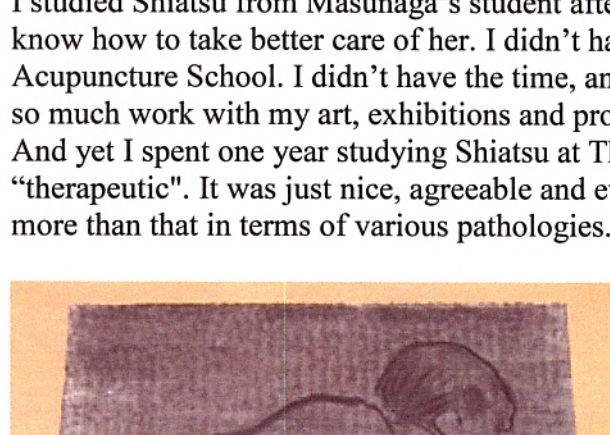 I studied Shiatsu from Masunaga's student afte
know how to take better care of her. I didn't ha
Acupuncture School. I didn't have the time, an
so much work with my art, exhibitions and pro
And yet I spent one year studying Shiatsu at Th
“therapeutic". It was just nice, agreeable and e
more than that in terms of various pathologies.